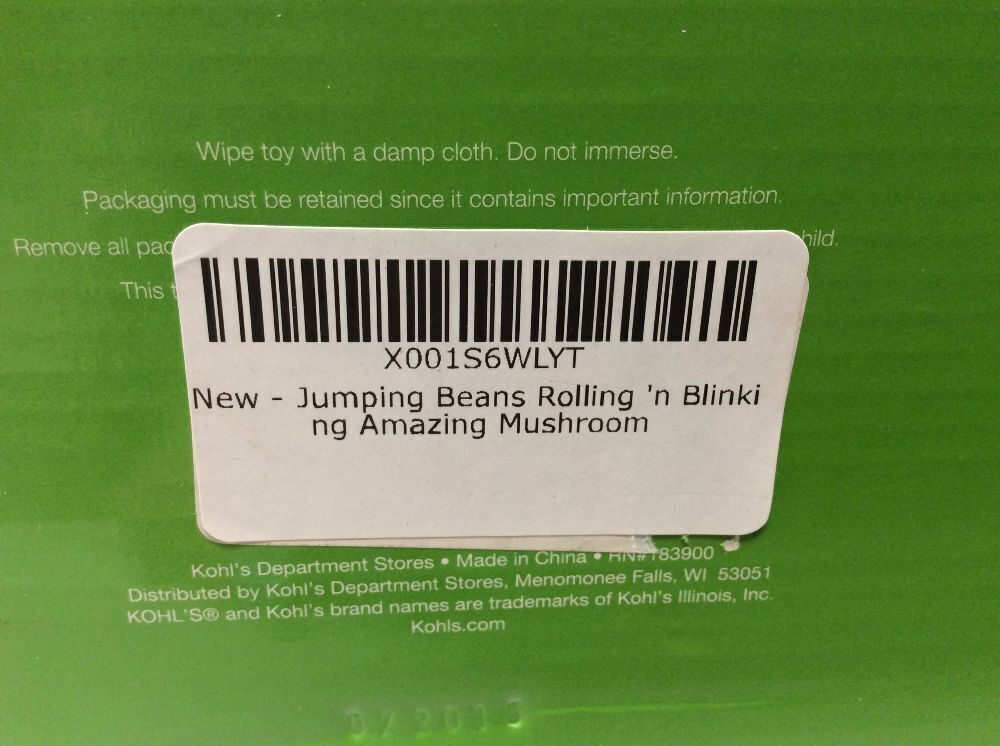 Wipe toy with a damp cloth. Do not immerse.
Packaging must be retained since it contains important information.
Remove all
This
X001S6WLYT
New - Jumping Beans Rolling 'n Blinki
ng Amazing Mushroom
Kohl's Department Stores • Made in China • RN# 183900
Distributed by Kohl's Department Stores, Menomonee Falls, WI 53051
KOHL'S® and Kohl's brand names are trademarks of Kohl's Illinois, Inc.
Kohls.com